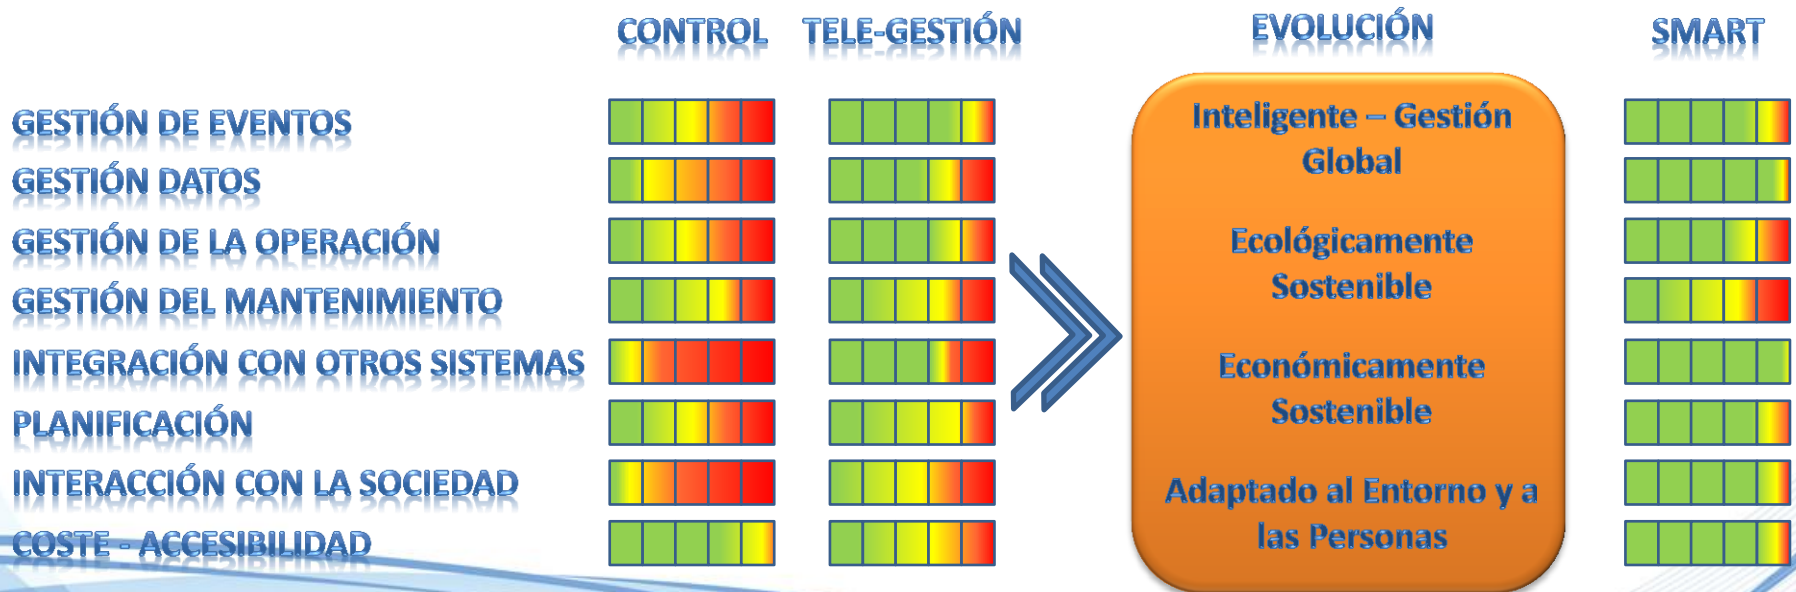 CONTROL TELE-GESTIÓN EVOLUCIÓN SMART
GESTIÓN DE EVENTOS
GESTIÓN DATOS
GESTIÓN DE LA OPERACIÓN
GESTIÓN DEL MANTENIMIENTO
INTEGRACIÓN CON OTROS SISTEMAS
PLANIFICACIÓN
INTERACCIÓN CON LA SOCIEDAD
COSTE - ACCESIBILIDAD
Inteligente – Gestión
Global
Ecológicamente
Sostenible
Económicamente
Sostenible
Adaptado al Entorno y a
las Personas